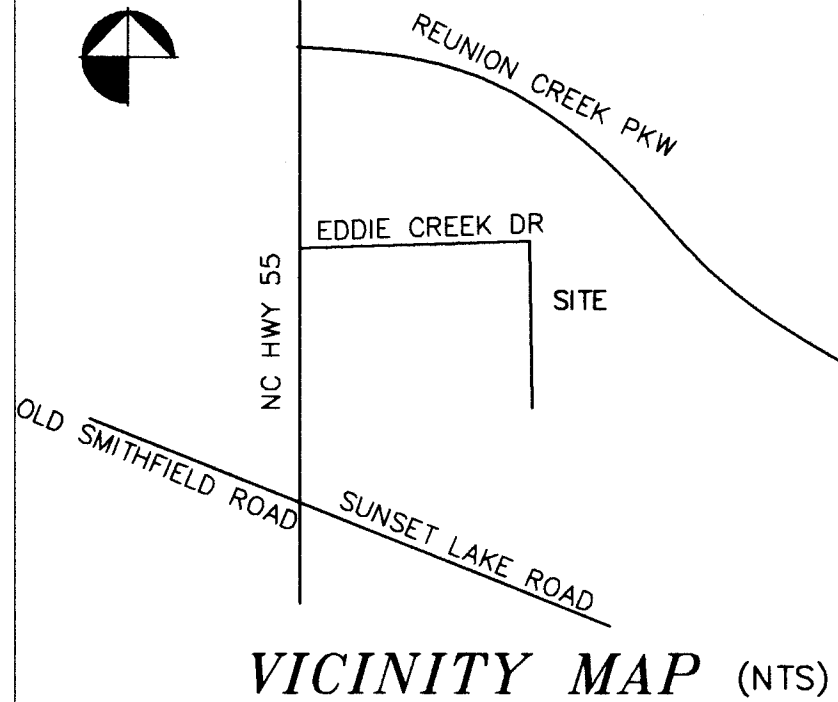 REUNION CREEK PKW
EDDIE CREEK DR
SITE
NC HWY 55
OLD SMITHFIELD ROAD
SUNSET LAKE ROAD
VICINITY MAP (NTS)